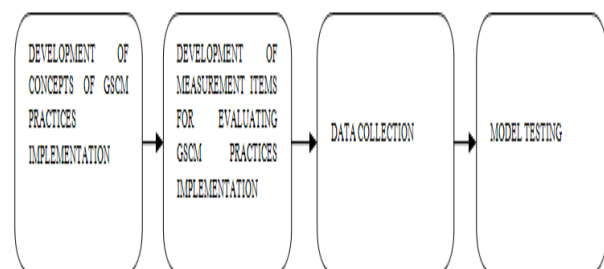 DEVELOPMENT OF
CONCEPTS OF GSCM
PRACTICES
IMPLEMENTATION
DEVELOPMENT OF
MEASUREMENT ITEMS
FOR EVALUATING
GSCM PRACTICES
IMPLEMENTATION
DATA COLLECTION
MODEL TESTING